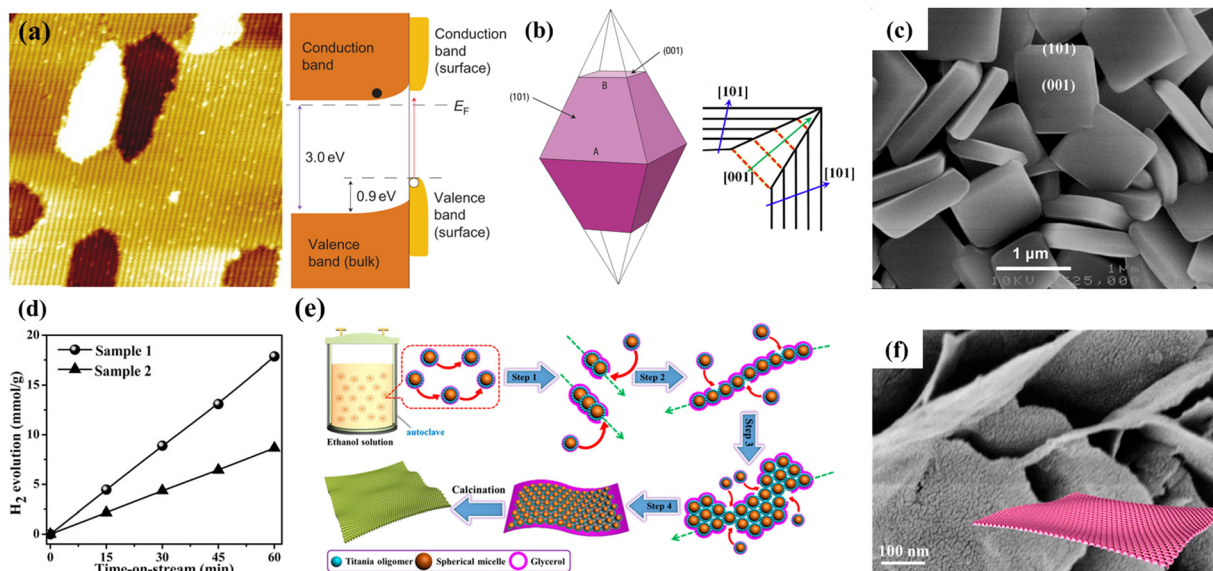 (a)
Conduction
band
Conduction
band
(surface)
E_F
3.0 eV
0.9 eV
Valence
band
(surface)
Valence
band (bulk)
(b)
(001)
B
(101)
A
[101]
[001]
[101]
(c)
(101)
(001)
1 µm
1µm
10KV X25,000
(d)
H2 evolution (mmol/g)
20
15
10
5
0
Sample 1
Sample 2
0 15 30 45 60
Time-on-stream (min)
(e)
Ethanol solution
autoclave
Step 1
Step 2
Step 3
Step 4
Calcination
Titania oligomer
Spherical micelle
Glycerol
(f)
100 nm